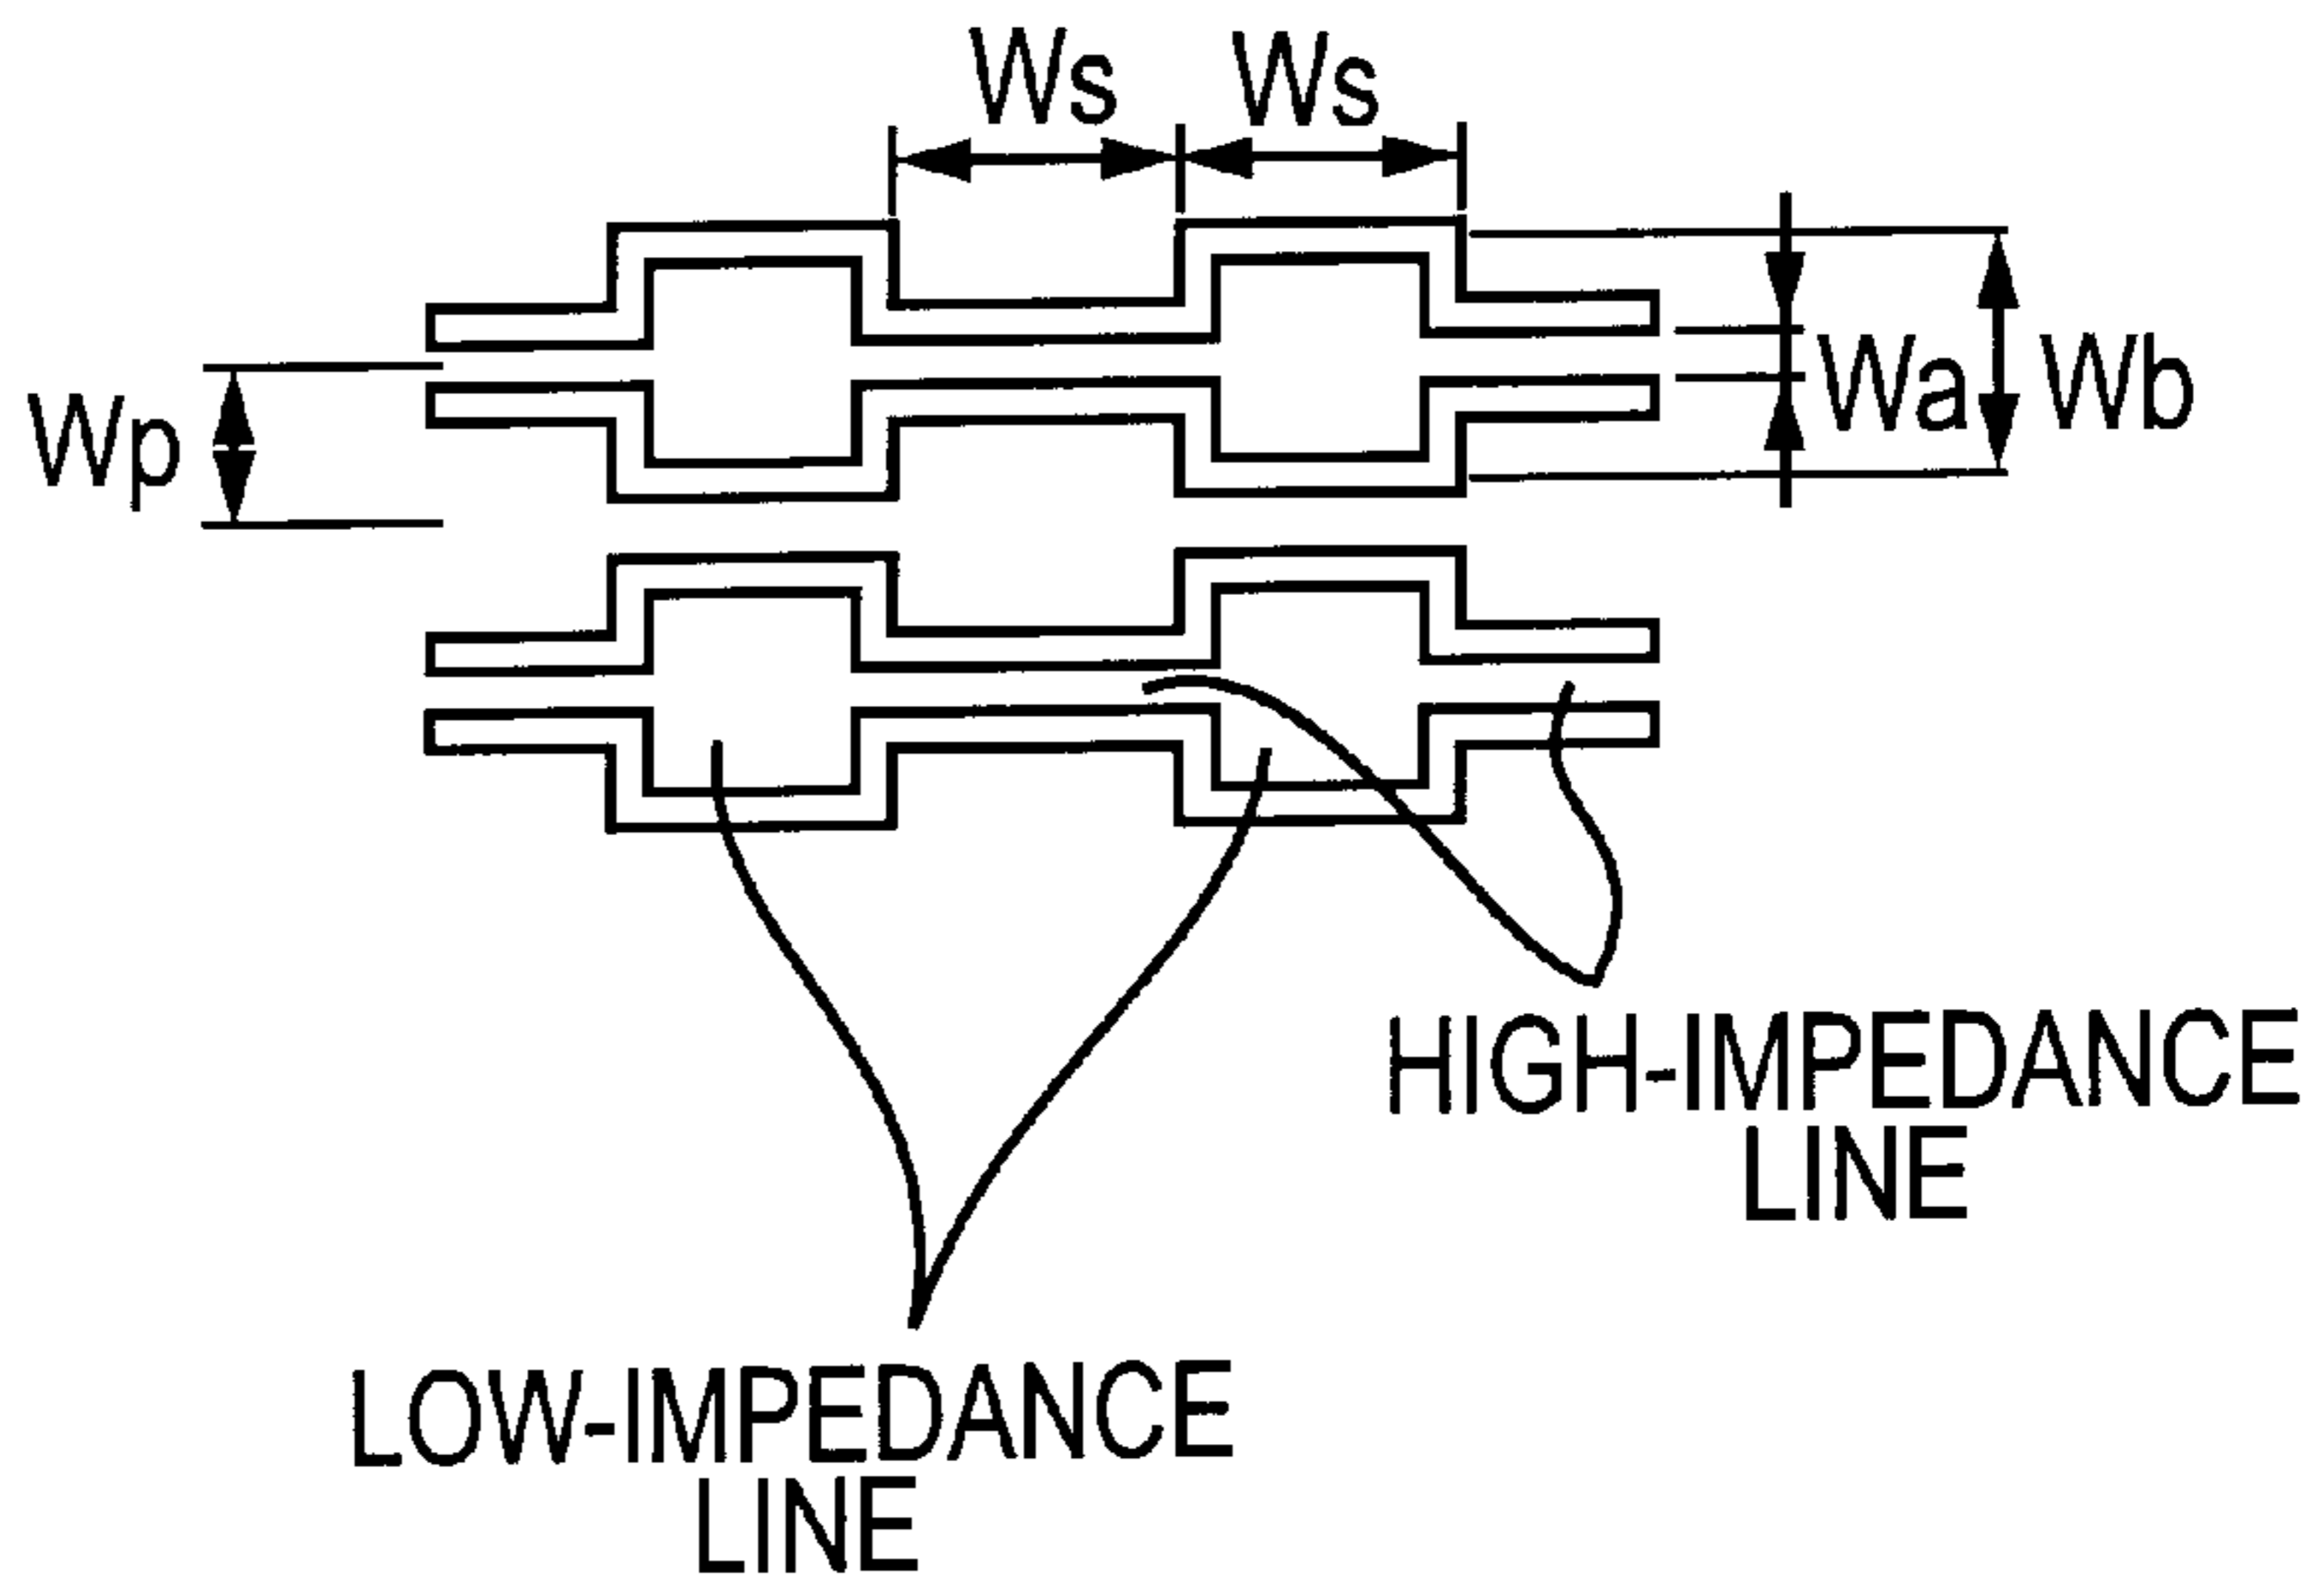 Ws Ws
Wp
Wa Wb
HIGH-IMPEDANCE
LINE
LOW-IMPEDANCE
LINE